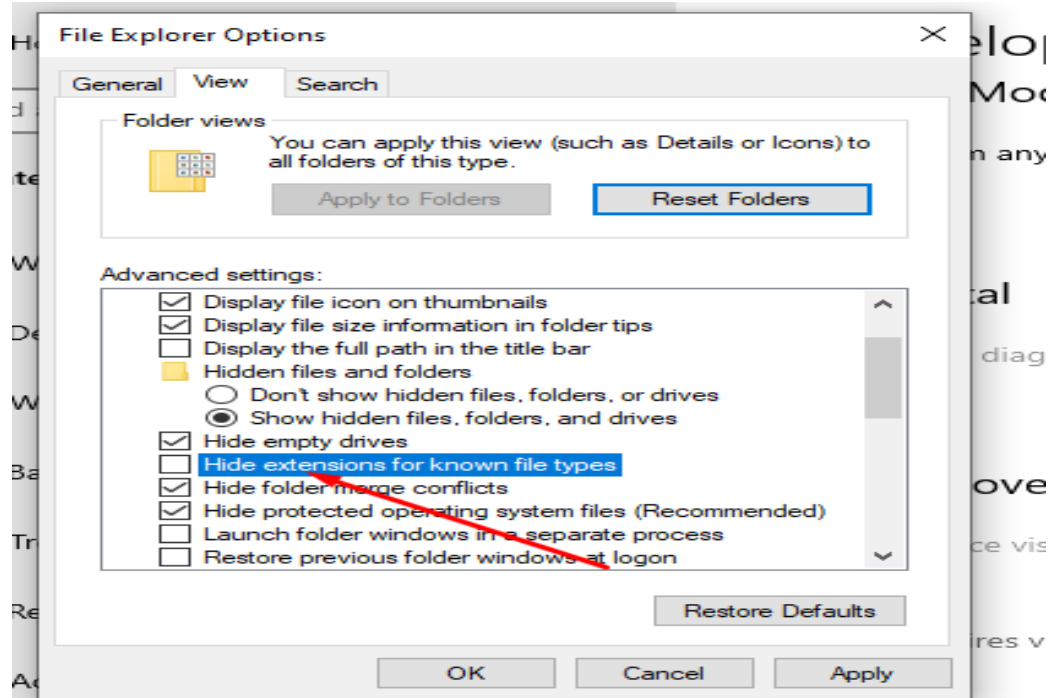 File Explorer Options
General View Search
Folder views
You can apply this view (such as Details or Icons) to
all folders of this type.
Apply to Folders Reset Folders
Advanced settings:
Display file icon on thumbnails
Display file size information in folder tips
Display the full path in the title bar
Hidden files and folders
Don't show hidden files, folders, or drives
Show hidden files, folders, and drives
Hide empty drives
Hide extensions for known file types
Hide folder merge conflicts
Hide protected operating system files (Recommended)
Launch folder windows in a separate process
Restore previous folder windows at logon
Restore Defaults
OK Cancel Apply
any
diag